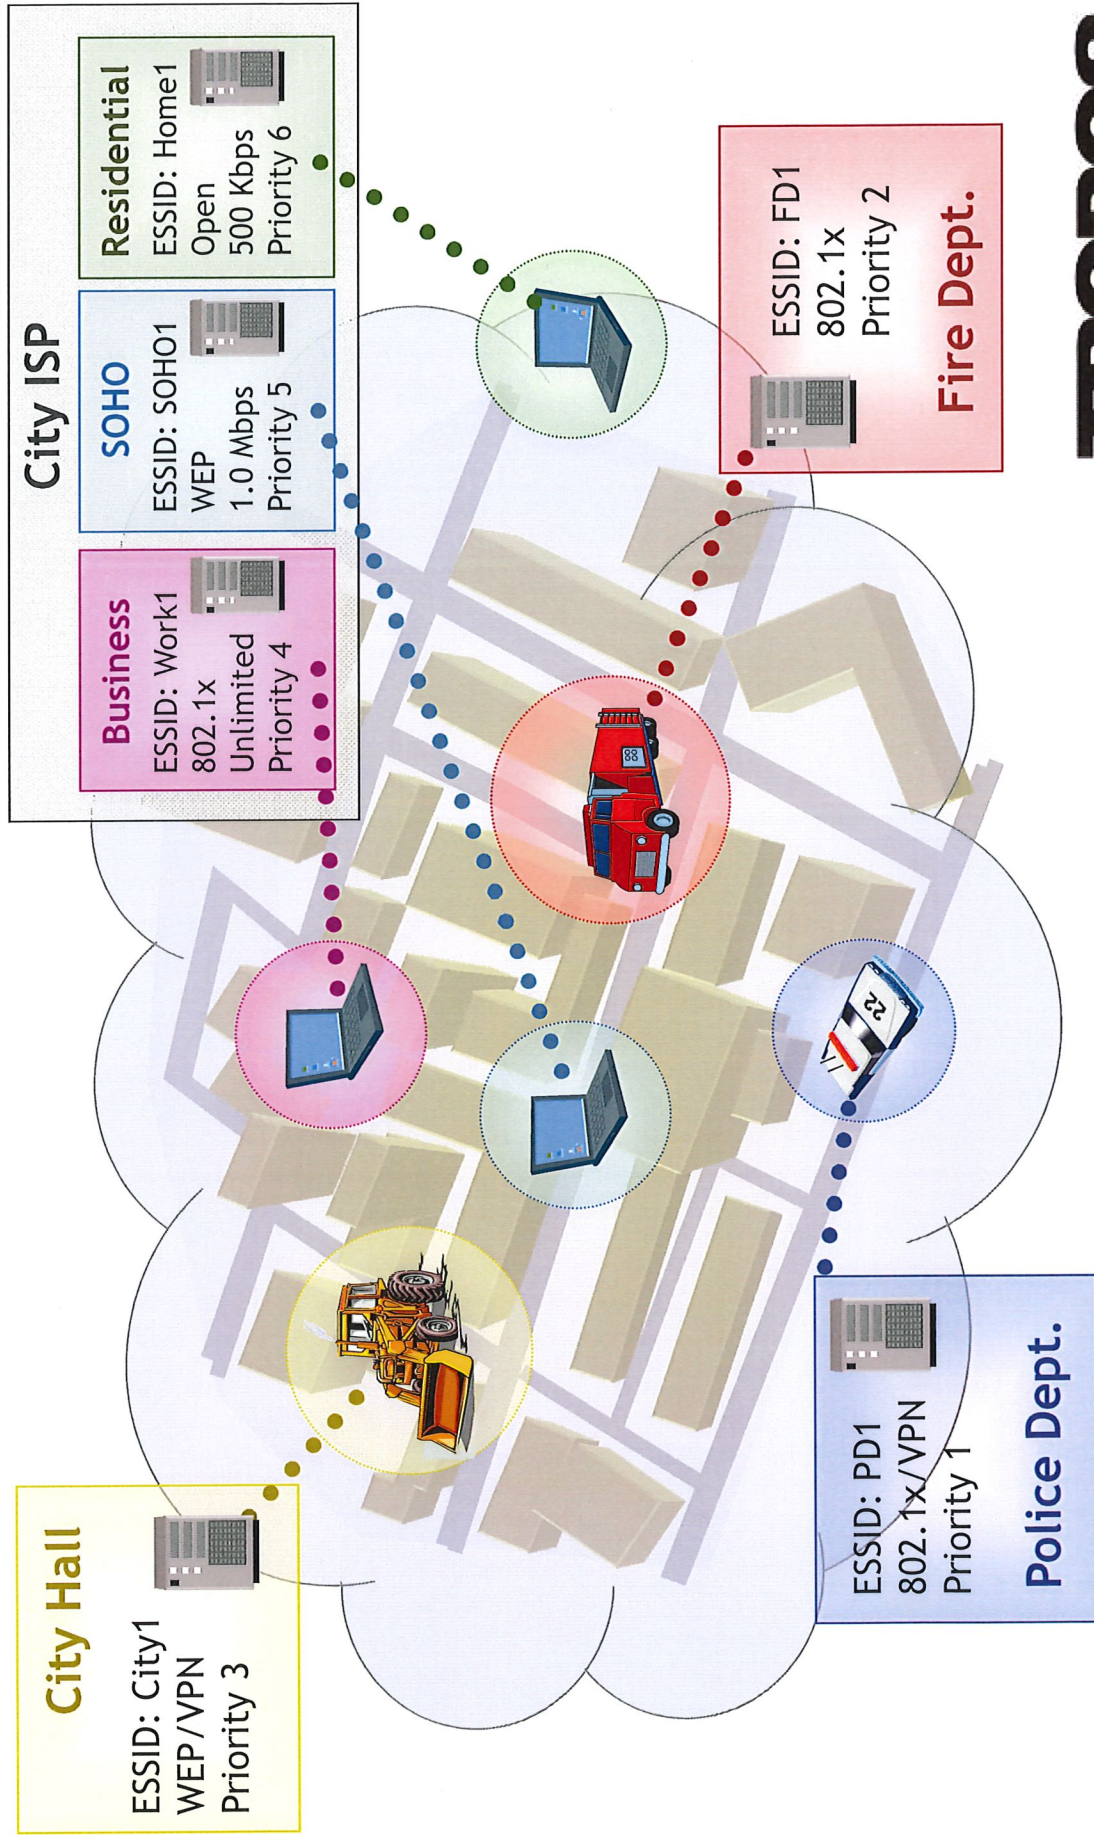 City Hall
ESSID: City1
WEP/VPN
Priority 3
City ISP
Business
ESSID: Work1
802.1x
Unlimited
Priority 4
SOHO
ESSID: SOHO1
WEP
1.0 Mbps
Priority 5
Residential
ESSID: Home1
Open
500 Kbps
Priority 6
22
ESSID: PD1
802.1x/VPN
Priority 1
Police Dept.
ESSID: FD1
802.1x
Priority 2
Fire Dept.